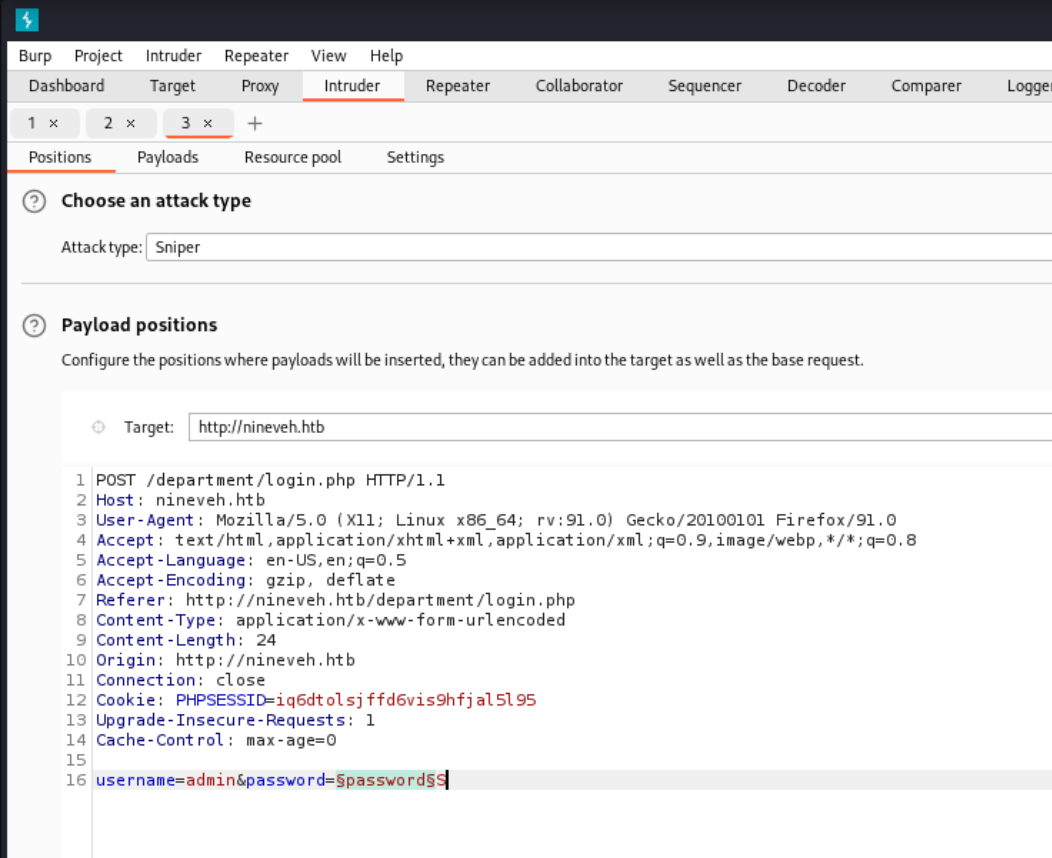 Burp Project Intruder Repeater View Help
Dashboard Target Proxy Intruder Repeater Collaborator Sequencer Decoder Comparer Logger
1 × 2 × 3 × +
Positions Payloads Resource pool Settings
? Choose an attack type
Attack type: Sniper
? Payload positions
Configure the positions where payloads will be inserted, they can be added into the target as well as the base request.
Target: http://nineveh.htb
1 POST /department/login.php HTTP/1.1
2 Host: nineveh.htb
3 User-Agent: Mozilla/5.0 (X11; Linux x86_64; rv:91.0) Gecko/20100101 Firefox/91.0
4 Accept: text/html,application/xhtml+xml,application/xml;q=0.9,image/webp,*/*;q=0.8
5 Accept-Language: en-US,en;q=0.5
6 Accept-Encoding: gzip, deflate
7 Referer: http://nineveh.htb/department/login.php
8 Content-Type: application/x-www-form-urlencoded
9 Content-Length: 24
10 Origin: http://nineveh.htb
11 Connection: close
12 Cookie: PHPSESSID=iq6dtolsjffd6vis9hfjal5l95
13 Upgrade-Insecure-Requests: 1
14 Cache-Control: max-age=0
15
16 username=admin&password=§password§S